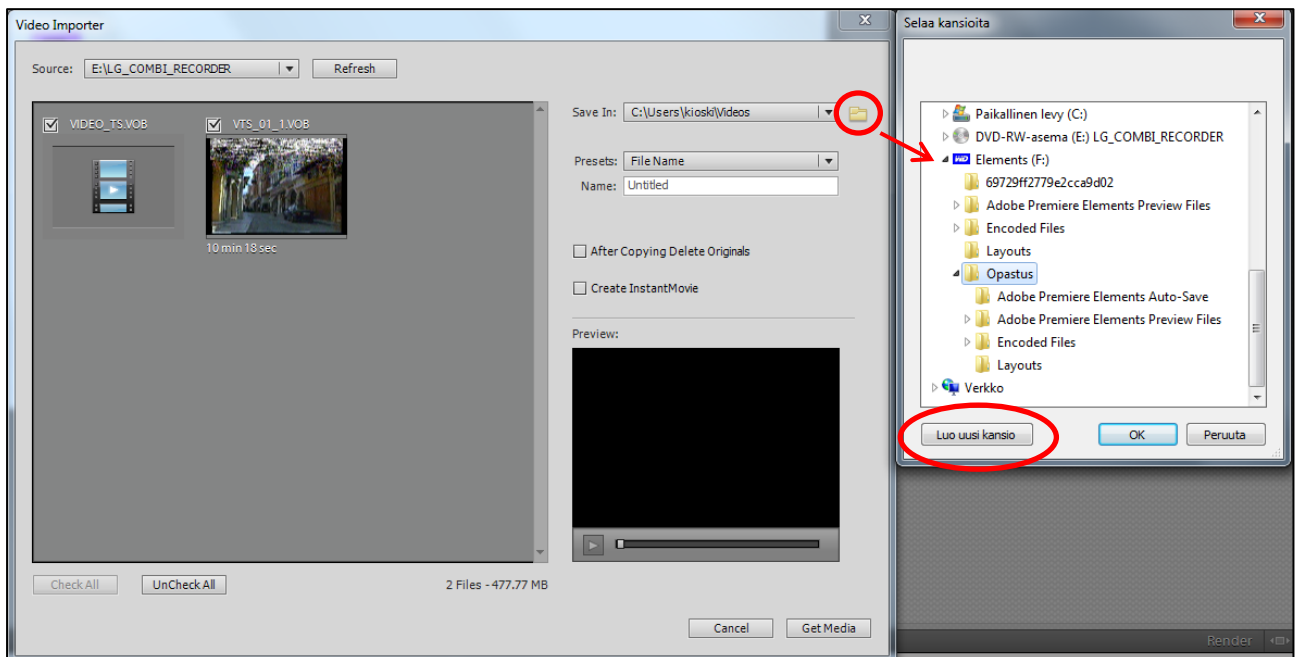 Video Importer
Source: E:\LG_COMBI_RECORDER Refresh
VIDEO_TS.VOB VTS_01_1.VOB
10 min 18 sec
Check All UnCheck All 2 Files - 477.77 MB
Save In: C:\Users\kioski\Videos
Presets: File Name
Name: Untitled
After Copying Delete Originals
Create InstantMovie
Preview:
Cancel Get Media
Selaa kansioita
Paikallinen levy (C:)
DVD-RW-asema (E:) LG_COMBI_RECORDER
WD Elements (F:)
69729ff2779e2cca9d02
Adobe Premiere Elements Preview Files
Encoded Files
Layouts
Opastus
Adobe Premiere Elements Auto-Save
Adobe Premiere Elements Preview Files
Encoded Files
Layouts
Verkko
Luo uusi kansio OK Peruuta
Render